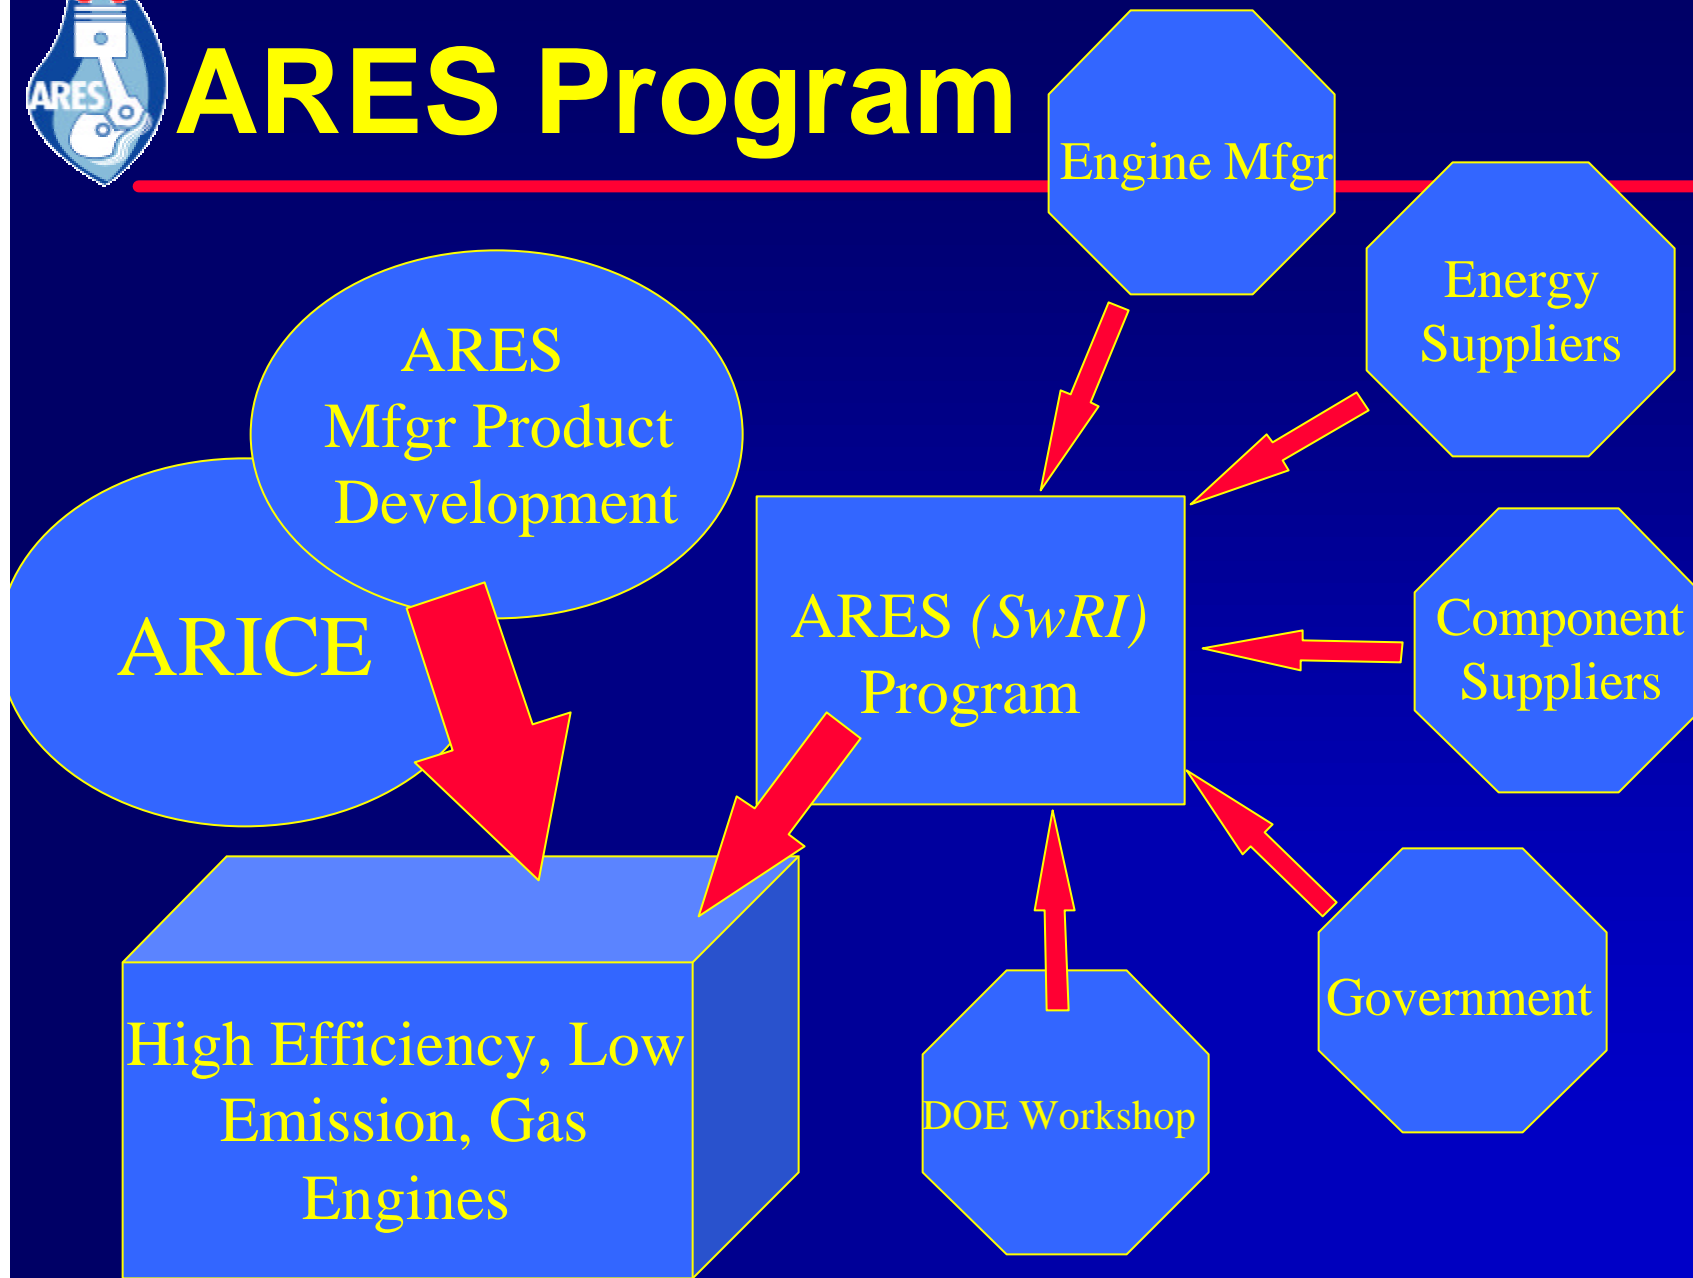 ARES
ARES Program
Engine Mfgr
Energy
Suppliers
ARES
Mfgr Product
Development
ARICE
ARES (SwRI)
Program
Component
Suppliers
Government
DOE Workshop
High Efficiency, Low
Emission, Gas
Engines